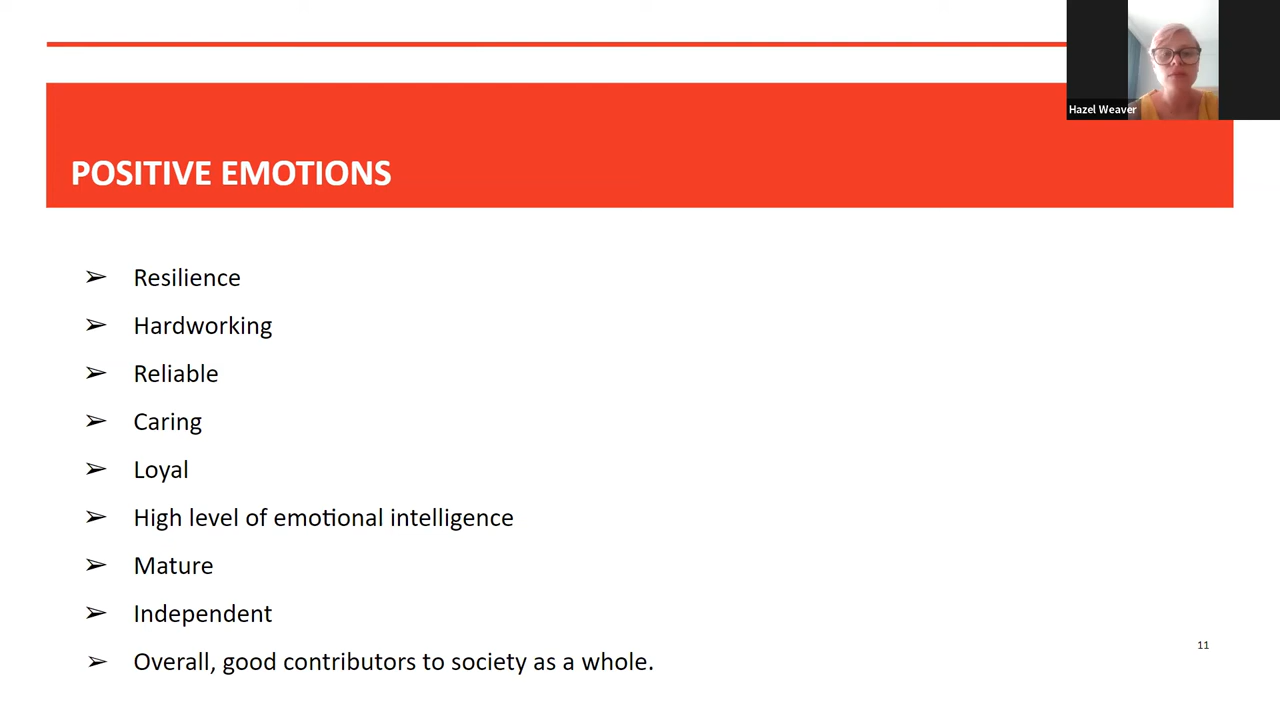 Hazel Weaver
POSITIVE EMOTIONS
➢ Resilience
➢ Hardworking
➢ Reliable
➢ Caring
➢ Loyal
➢ High level of emotional intelligence
➢ Mature
➢ Independent
➢ Overall, good contributors to society as a whole.
11